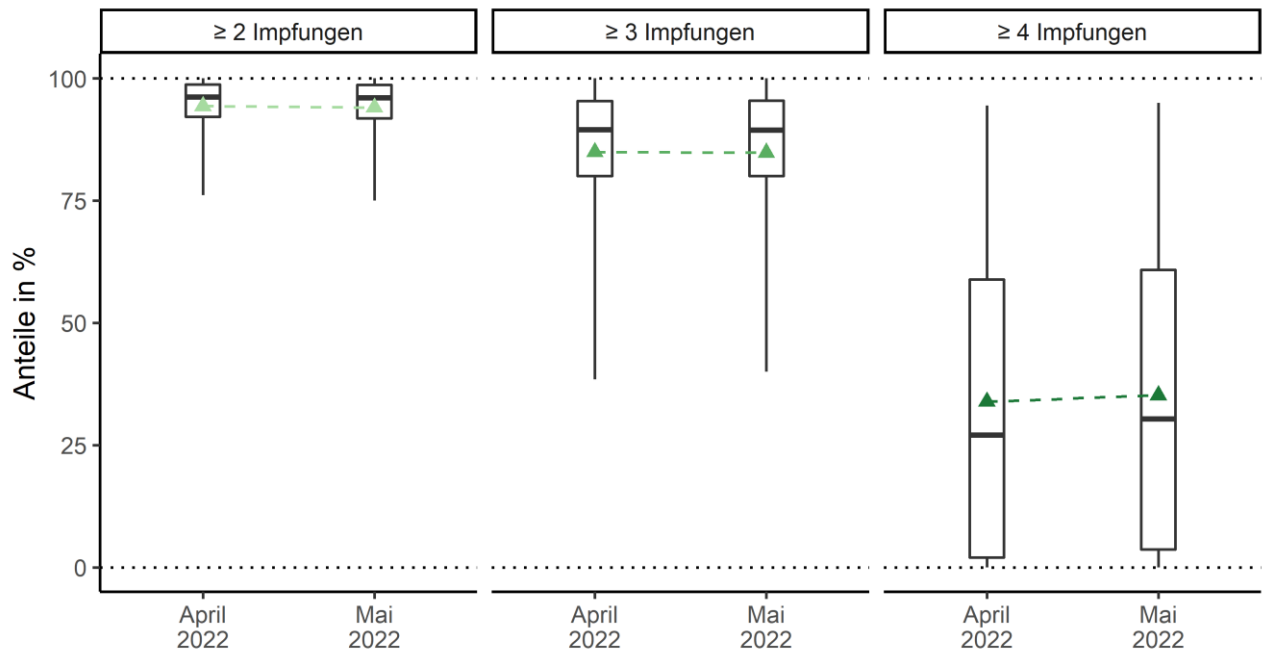 ≥ 2 Impfungen
≥ 3 Impfungen
≥ 4 Impfungen
Anteile in %
100
75
50
25
0
April
2022
Mai
2022
April
2022
Mai
2022
April
2022
Mai
2022